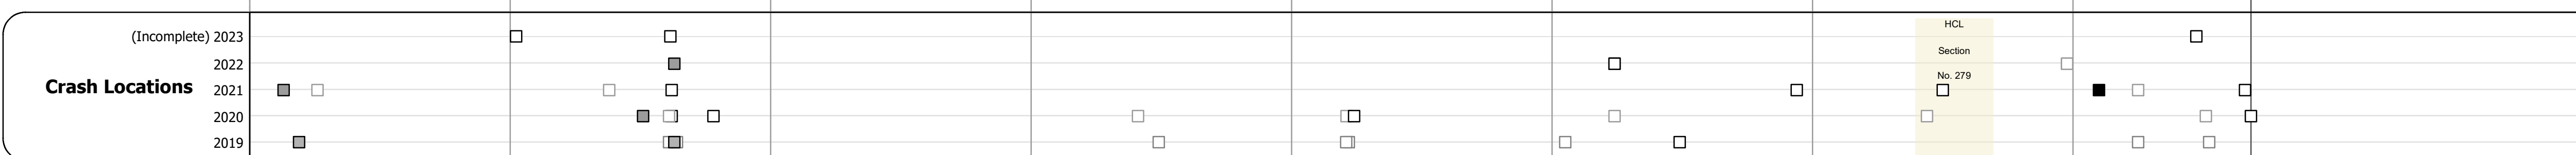 (Incomplete) 2023
2022
Crash Locations
2021
2020
2019
HCL
Section
No. 279